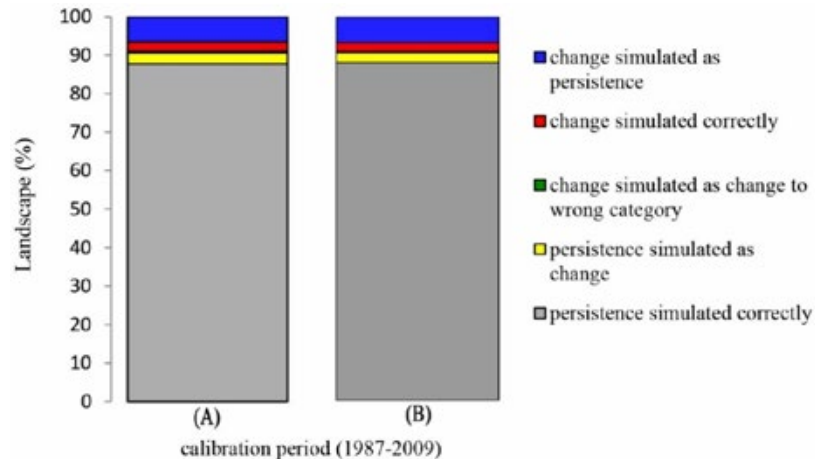 100
90
80
70
60
50
40
30
20
10
0
Landscape (%)
(A)
(B)
calibration period (1987-2009)
change simulated as
persistence
change simulated correctly
change simulated as change to
wrong category
persistence simulated as
change
persistence simulated correctly